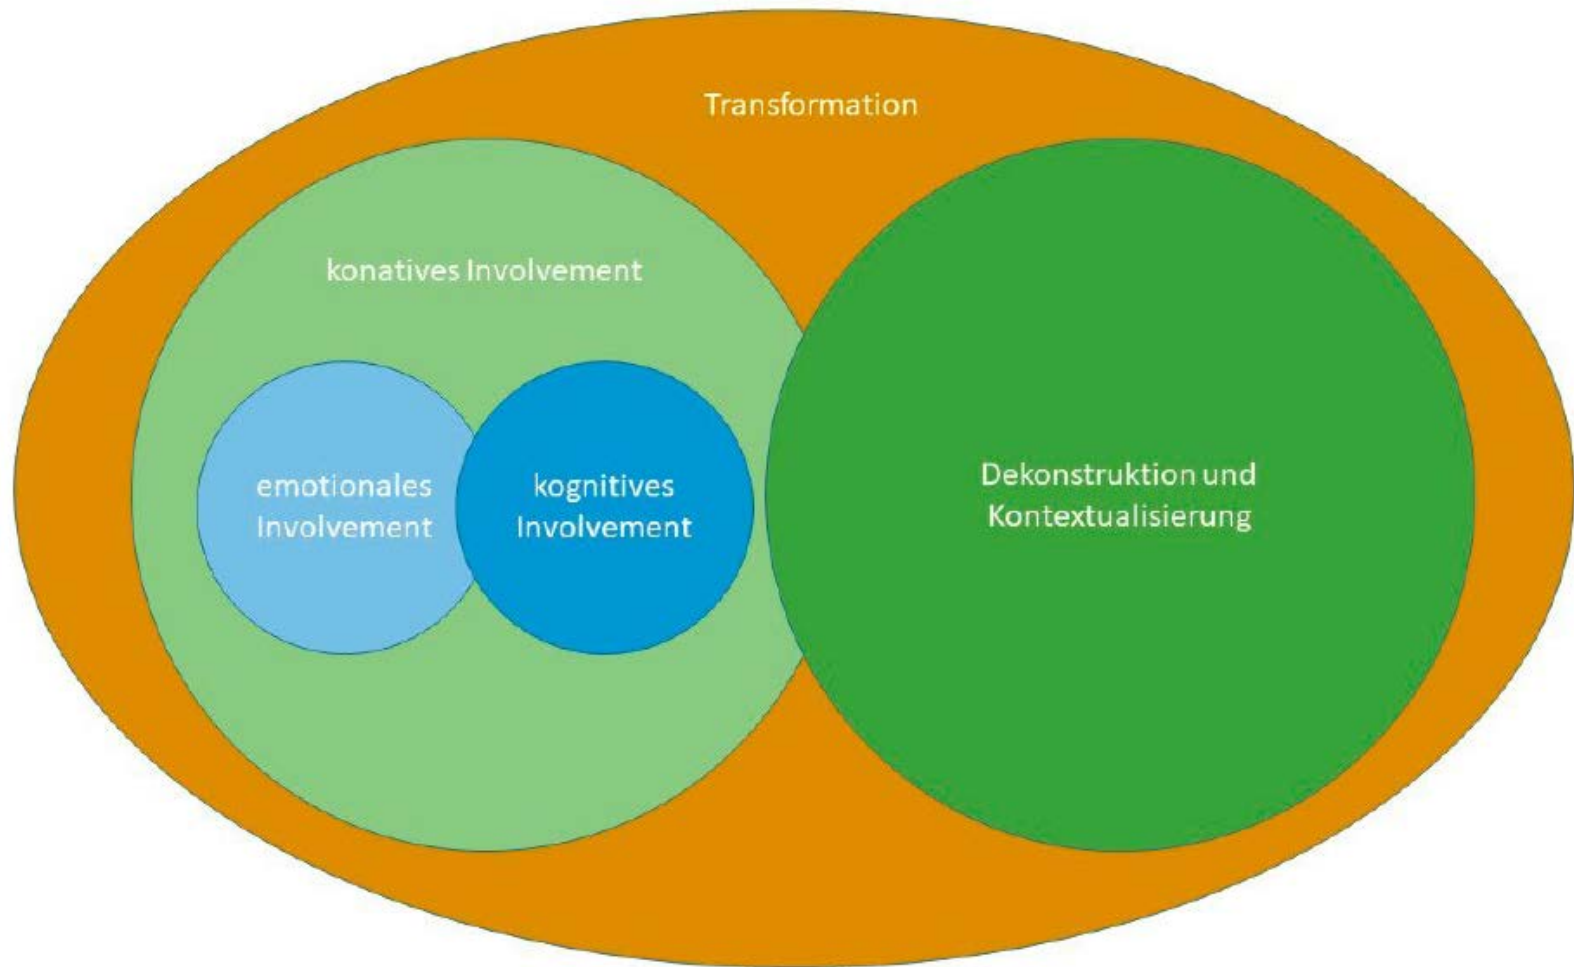 Transformation
konatives Involvement
emotionales
Involvement
kognitives
Involvement
Dekonstruktion und
Kontextualisierung